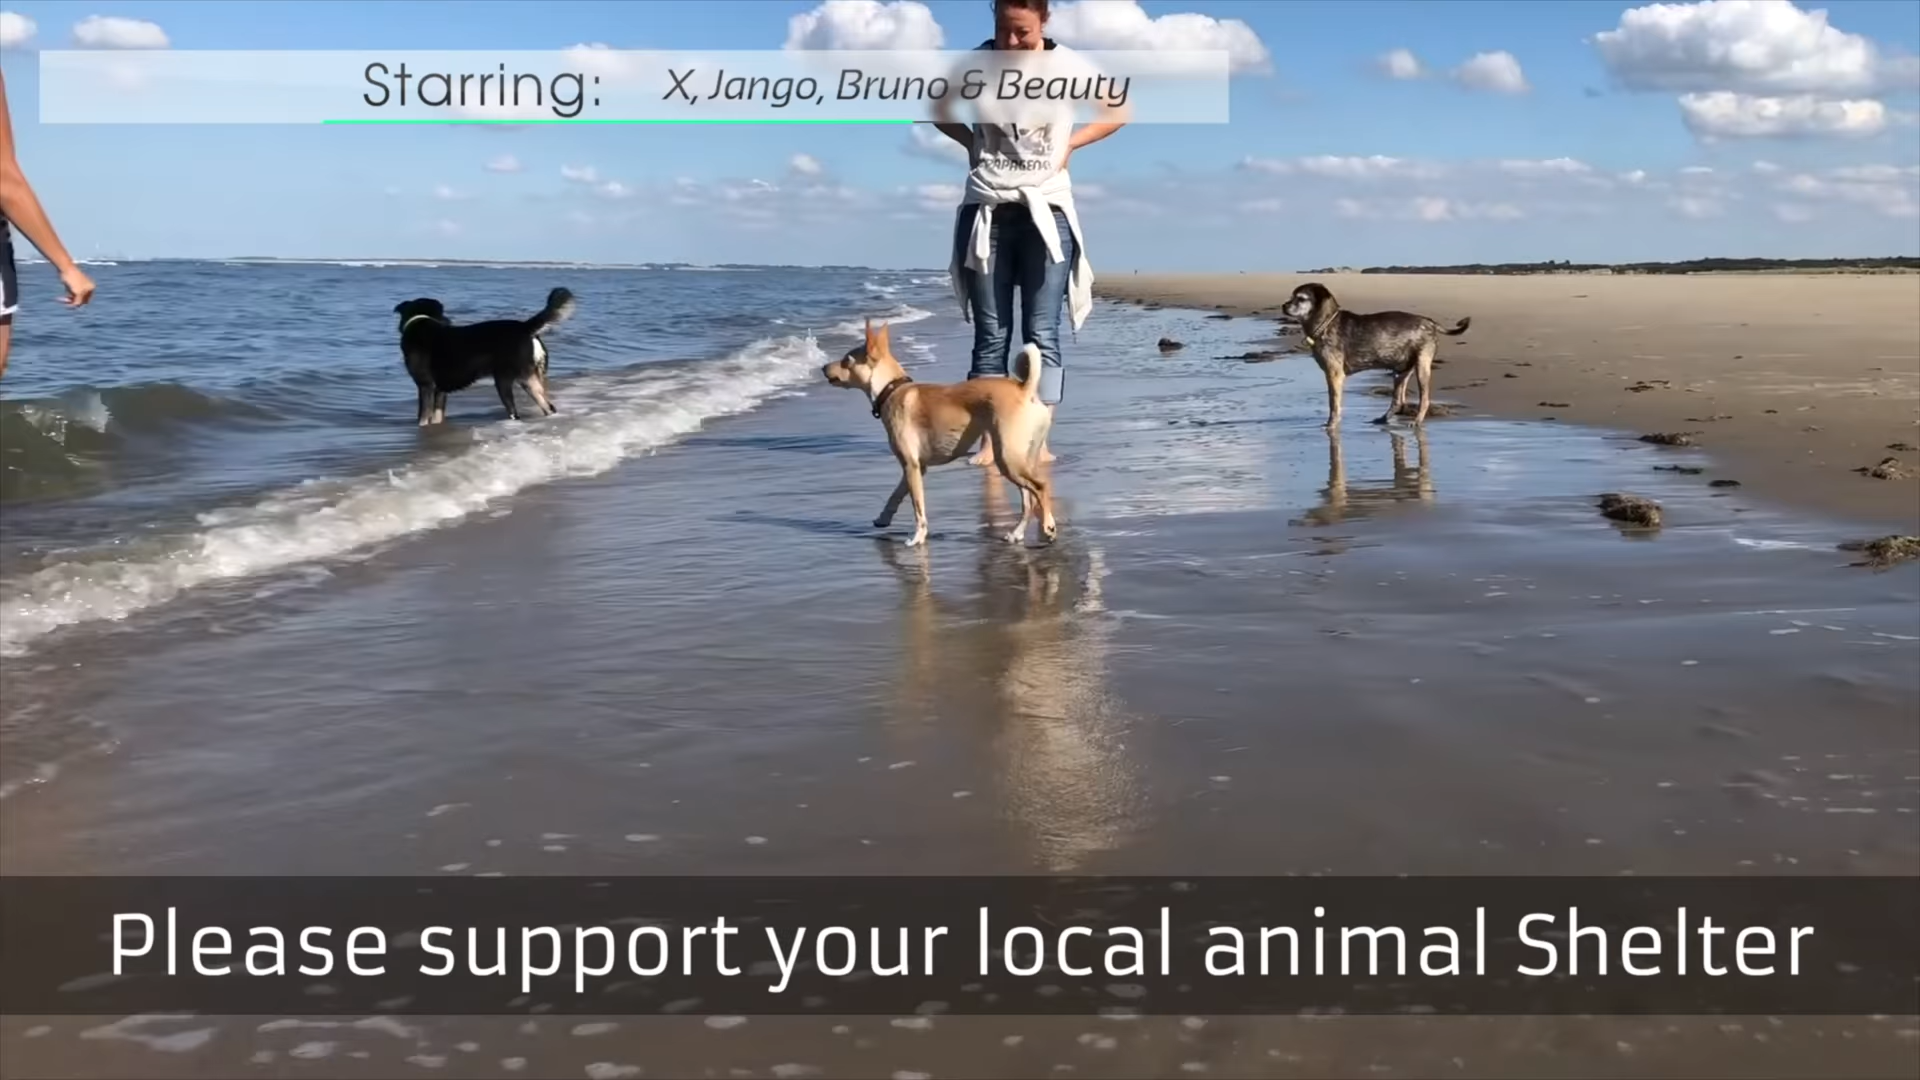 Starring: X, Jango, Bruno & Beauty
Please support your local animal Shelter